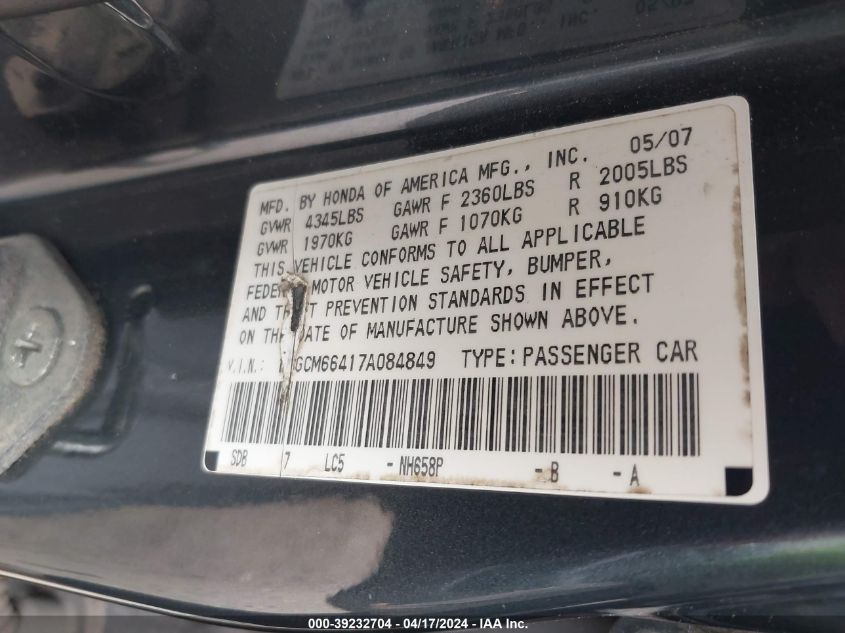 MFD. BY HONDA OF AMERICA MFG., INC. 05/07
GVWR 4345LBS GAWR F 2360LBS R 2005LBS
GVWR 1970KG GAWR F 1070KG R 910KG
THIS VEHICLE CONFORMS TO ALL APPLICABLE
MOTOR VEHICLE SAFETY, BUMPER,
AND PREVENTION STANDARDS IN EFFECT
ON THE DATE OF MANUFACTURE SHOWN ABOVE.
V.I.N.: GCM66417A084849 TYPE: PASSENGER CAR
SDB 7 LC5 - NH658P - B - A
000-39232704 - 04/17/2024 - IAA Inc.